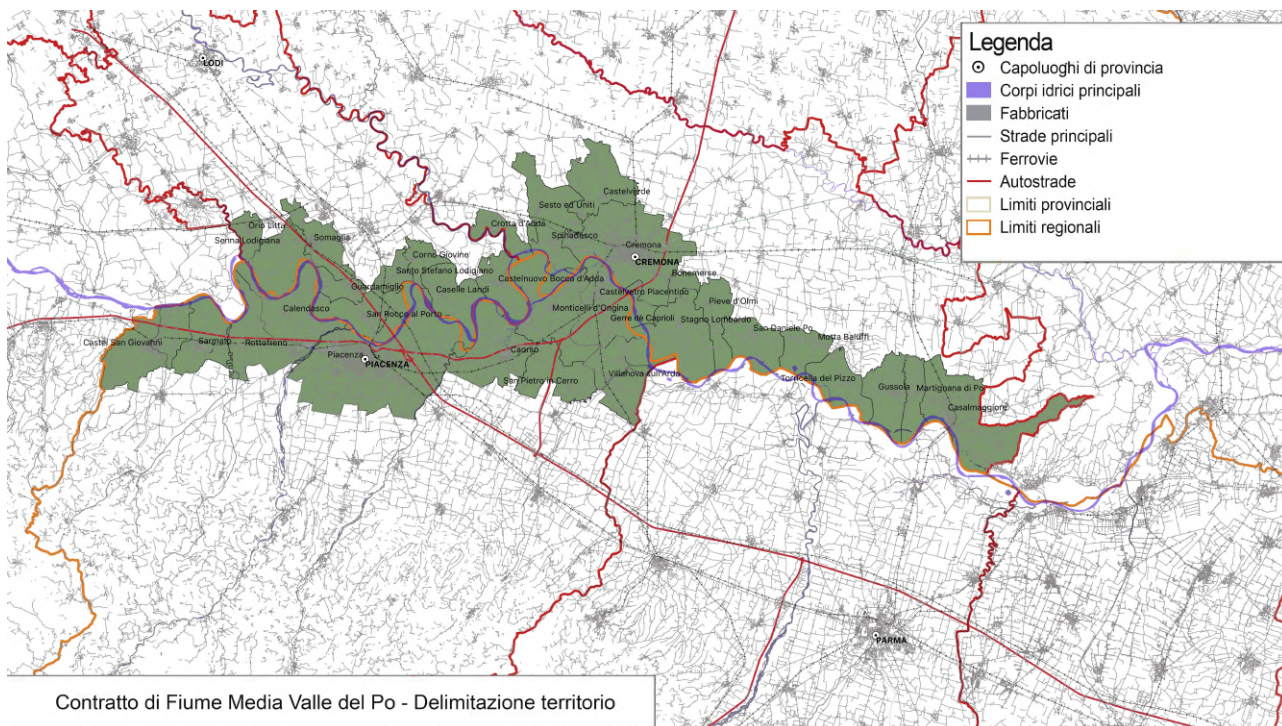 Legenda
Capoluoghi di provincia
Corpi idrici principali
Fabbricati
Strade principali
Ferrovie
Autostrade
Limiti provinciali
Limiti regionali
LODI
Castelverde
Sesto ed Uniti
Orio Litta
Crotta d'Adda
Senna Lodigiana
Somaglia
Spinadesco
Cremona
Corno Giovine
CREMONA
Santo Stefano Lodigiano
Bonemerse
Castelnuovo Bocca d'Adda
Guardamiglio
Caselle Landi
Castelvetro Piacentino
Pieve d'Olmi
Calendasco
Monticelli d'Ongina
San Rocco al Porto
Gerre de Caprioli
Stagno Lombardo
San Daniele Po
Motta Baluffi
Castel San Giovanni
Sarmato
Rottofreno
Caorso
Piacenza
PIACENZA
Villanova sull'Arda
San Pietro in Cerro
Torricella del Pizzo
Gussola
Martignana di Po
Casalmaggiore
PARMA
Contratto di Fiume Media Valle del Po - Delimitazione territorio